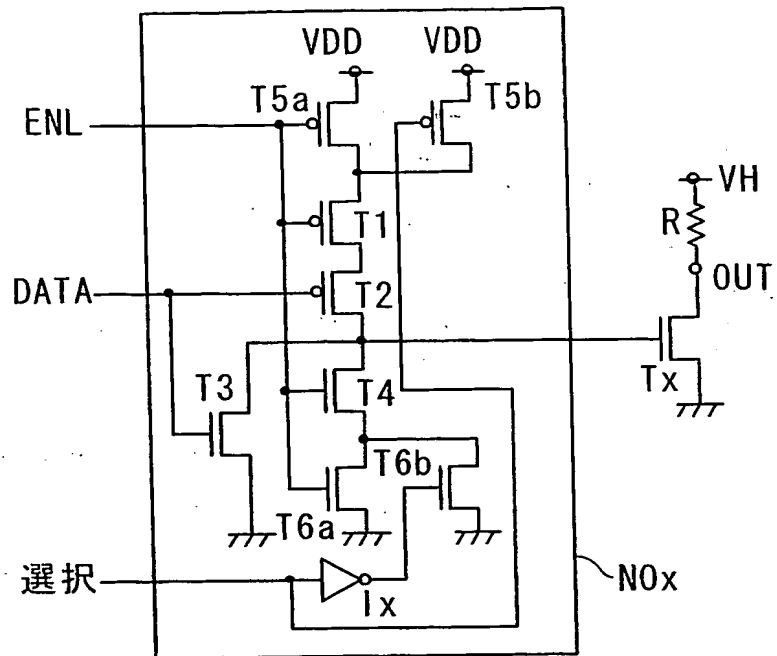 VDD
VDD
T5a
T5b
ENL
VH
T1
R
DATA
T2
OUT
T3
T4
Tx
T6b
T6a
選択
Ix
NOx